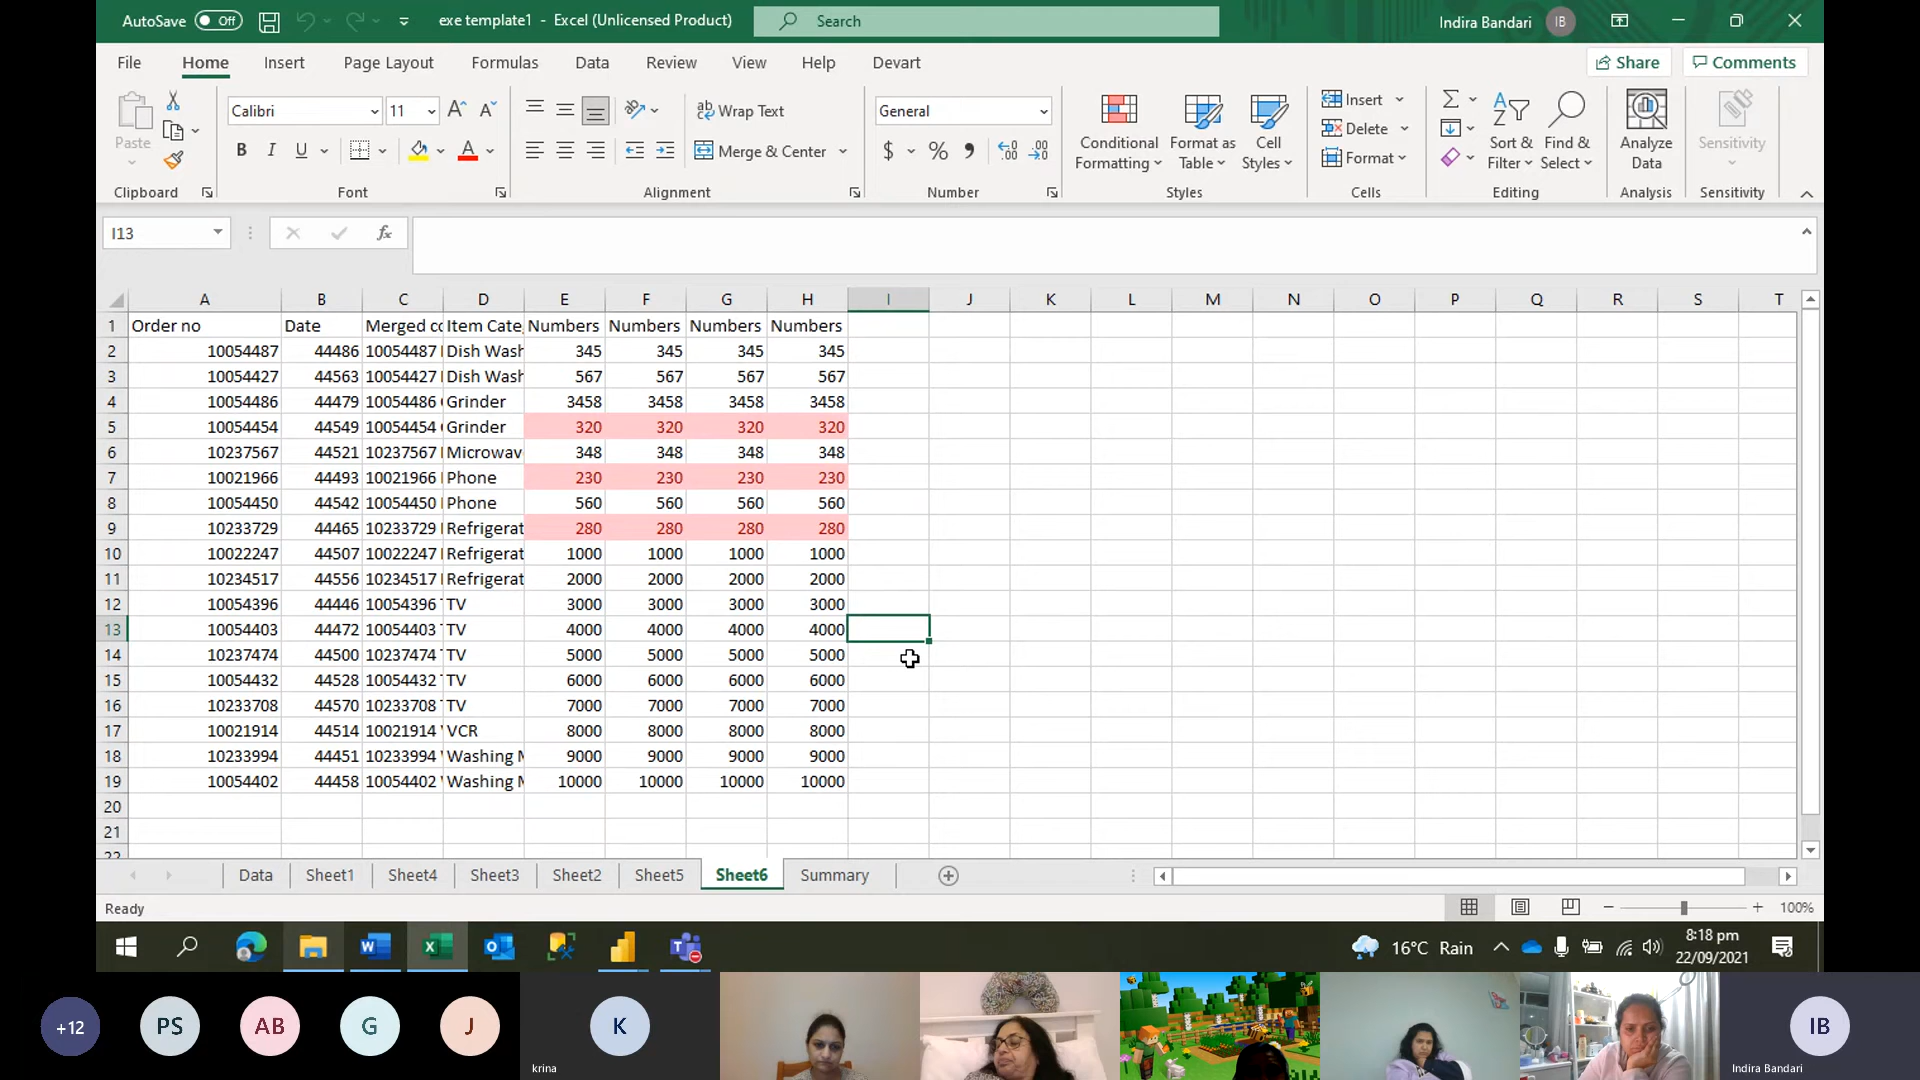 AutoSave Off exe template1 - Excel (Unlicensed Product) Search Indira Bandari IB
File Home Insert Page Layout Formulas Data Review View Help Devart Share Comments
Calibri 11 Wrap Text General Insert
Paste B I U Merge & Center $ % Conditional Formatting Format as Table Cell Styles Delete Format Sort & Filter Find & Select Analyze Data Sensitivity
Clipboard Font Alignment Number Styles Cells Editing Analysis Sensitivity
I13 fx
A B C D E F G H I J K L M N O P Q R S T
1 Order no Date Merged co Item Cate Numbers Numbers Numbers Numbers
2 10054487 44486 10054487 Dish Wash 345 345 345 345
3 10054427 44563 10054427 Dish Wash 567 567 567 567
4 10054486 44479 10054486 Grinder 3458 3458 3458 3458
5 10054454 44549 10054454 Grinder 320 320 320 320
6 10237567 44521 10237567 Microwav 348 348 348 348
7 10021966 44493 10021966 Phone 230 230 230 230
8 10054450 44542 10054450 Phone 560 560 560 560
9 10233729 44465 10233729 Refrigerat 280 280 280 280
10 10022247 44507 10022247 Refrigerat 1000 1000 1000 1000
11 10234517 44556 10234517 Refrigerat 2000 2000 2000 2000
12 10054396 44446 10054396 TV 3000 3000 3000 3000
13 10054403 44472 10054403 TV 4000 4000 4000 4000
14 10237474 44500 10237474 TV 5000 5000 5000 5000
15 10054432 44528 10054432 TV 6000 6000 6000 6000
16 10233708 44570 10233708 TV 7000 7000 7000 7000
17 10021914 44514 10021914 VCR 8000 8000 8000 8000
18 10233994 44451 10233994 Washing M 9000 9000 9000 9000
19 10054402 44458 10054402 Washing M 10000 10000 10000 10000
20
21
22
Data Sheet1 Sheet4 Sheet3 Sheet2 Sheet5 Sheet6 Summary
Ready 100%
16°C Rain 8:18 pm
22/09/2021
+12 PS AB G J K IB
krina Indira Bandari